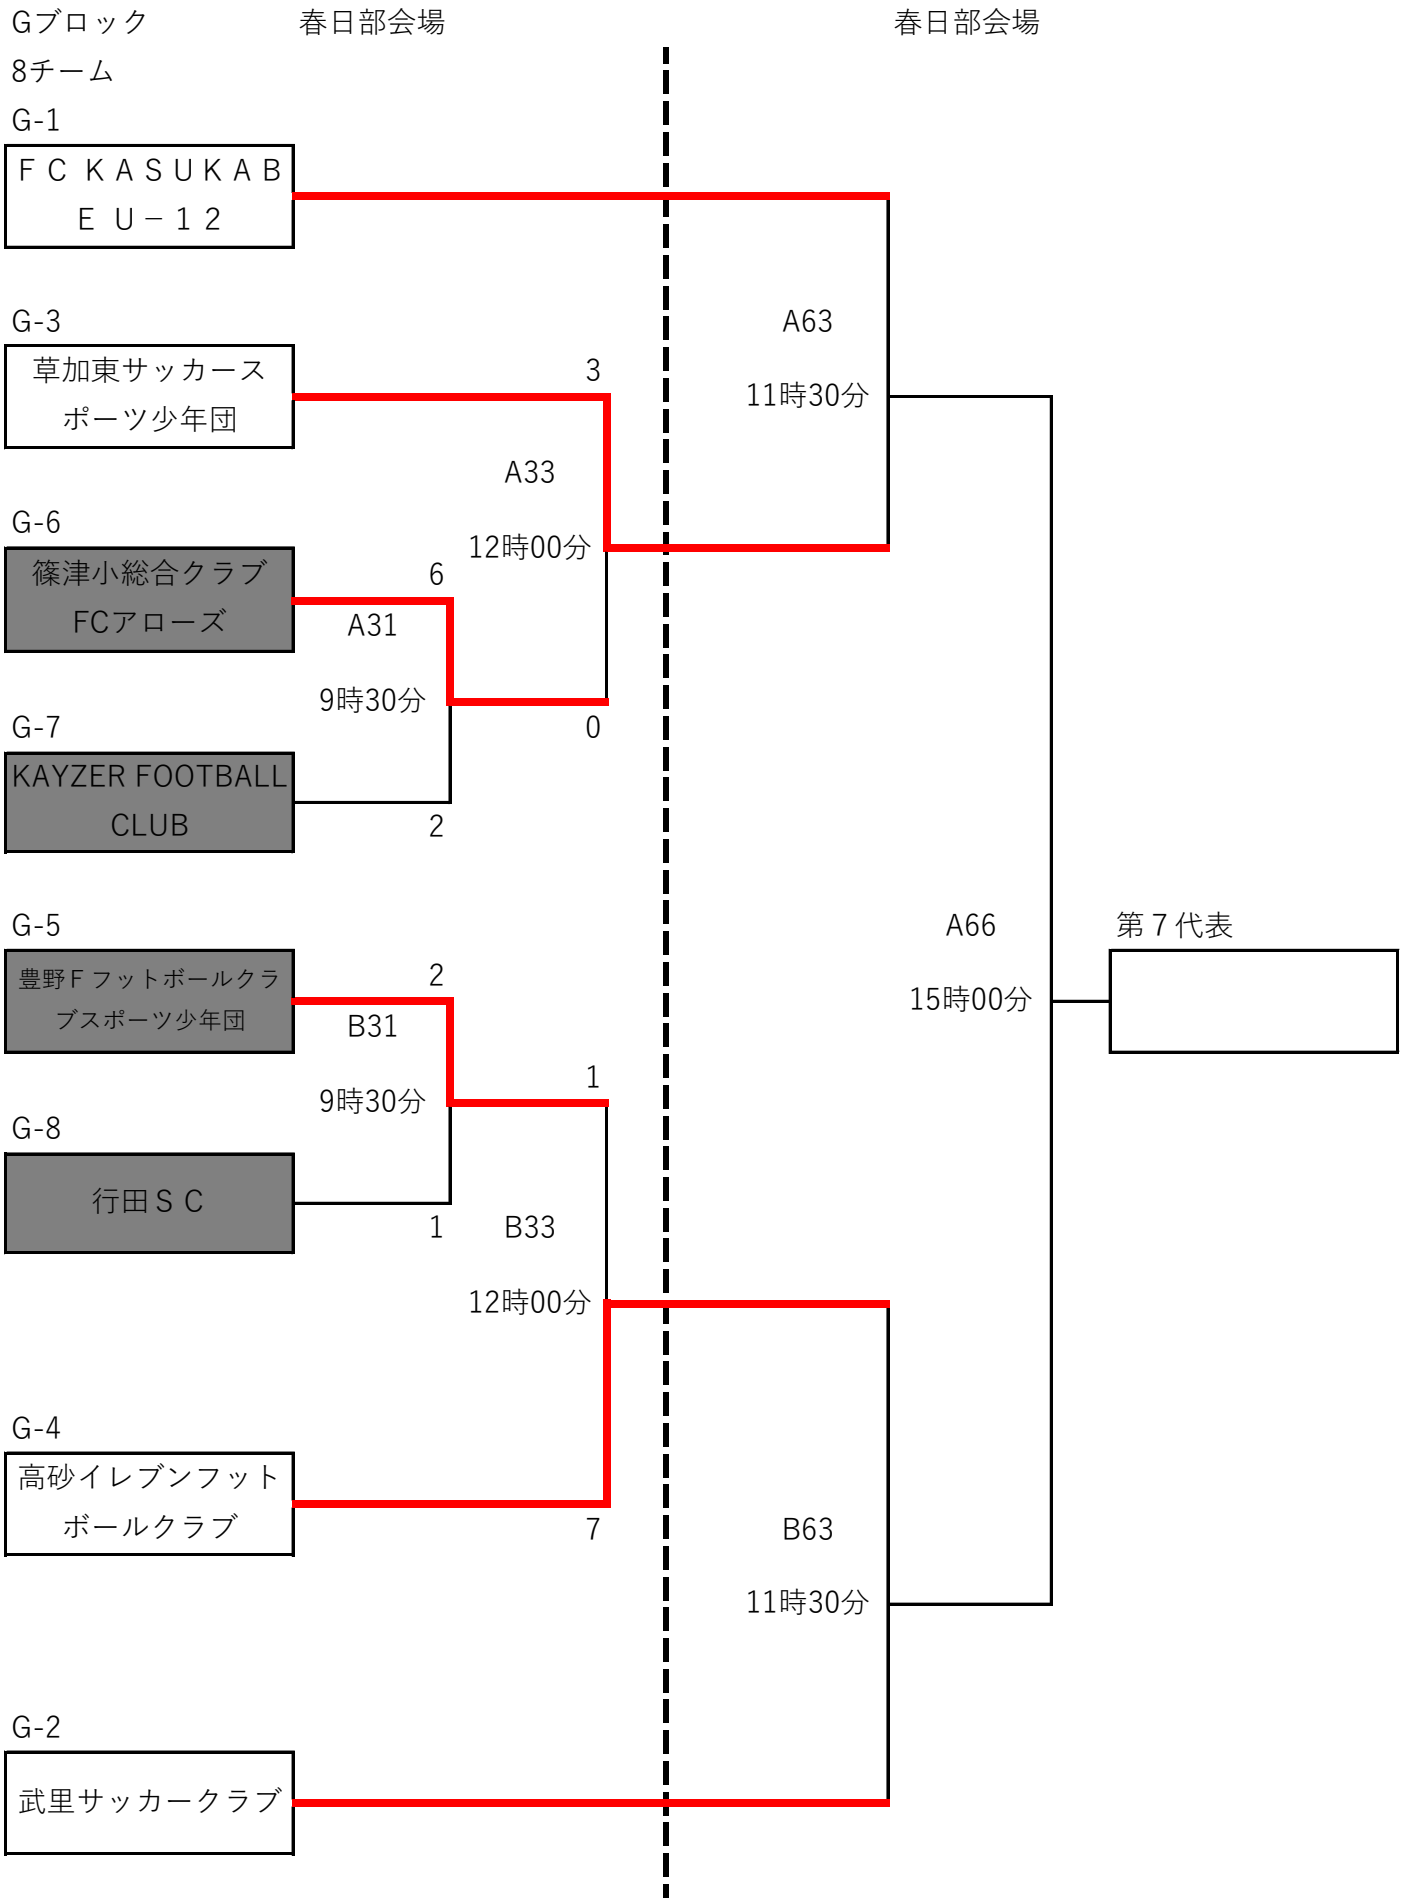 Gブロック
春日部会場
春日部会場
8チーム
G-1
ＦＣＫＡＳＵＫＡＢ
ＥＵ－１２
G-3
草加東サッカース
ポーツ少年団
3
A63
11時30分
A33
12時00分
G-6
篠津小総合クラブ
FCアローズ
6
A31
9時30分
0
G-7
KAYZER FOOTBALL
CLUB
2
G-5
豊野Ｆフットボールクラ
ブスポーツ少年団
2
B31
9時30分
1
A66
15時00分
第７代表
G-8
行田ＳＣ
1
B33
12時00分
G-4
高砂イレブンフット
ボールクラブ
7
B63
11時30分
G-2
武里サッカークラブ